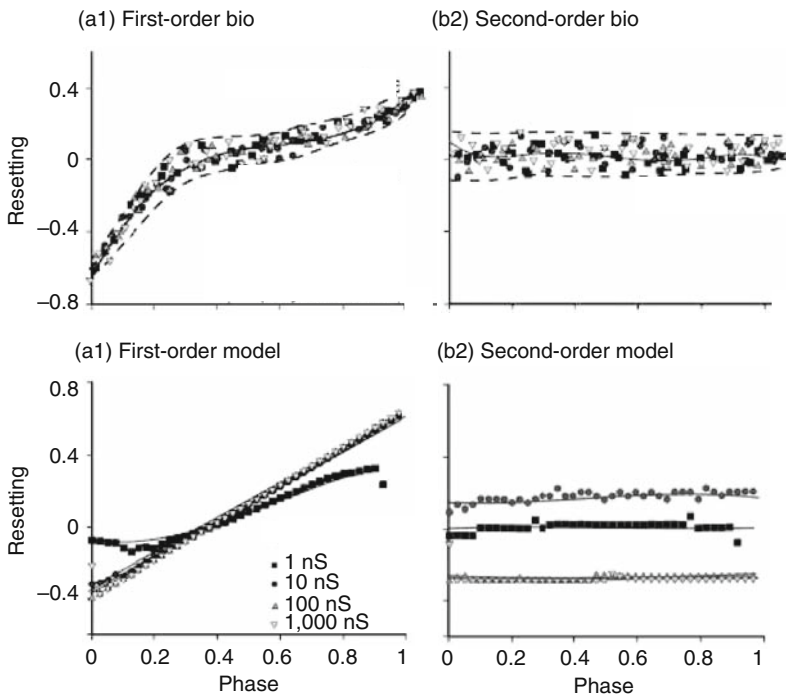 (a1) First-order bio
(b2) Second-order bio
Resetting
0.4
0
–0.4
–0.8
(a1) First-order model
(b2) Second-order model
Resetting
0.8
0.4
0
–0.4
1 nS
10 nS
100 nS
1,000 nS
0 0.2 0.4 0.6 0.8 1
0 0.2 0.4 0.6 0.8 1
Phase
Phase